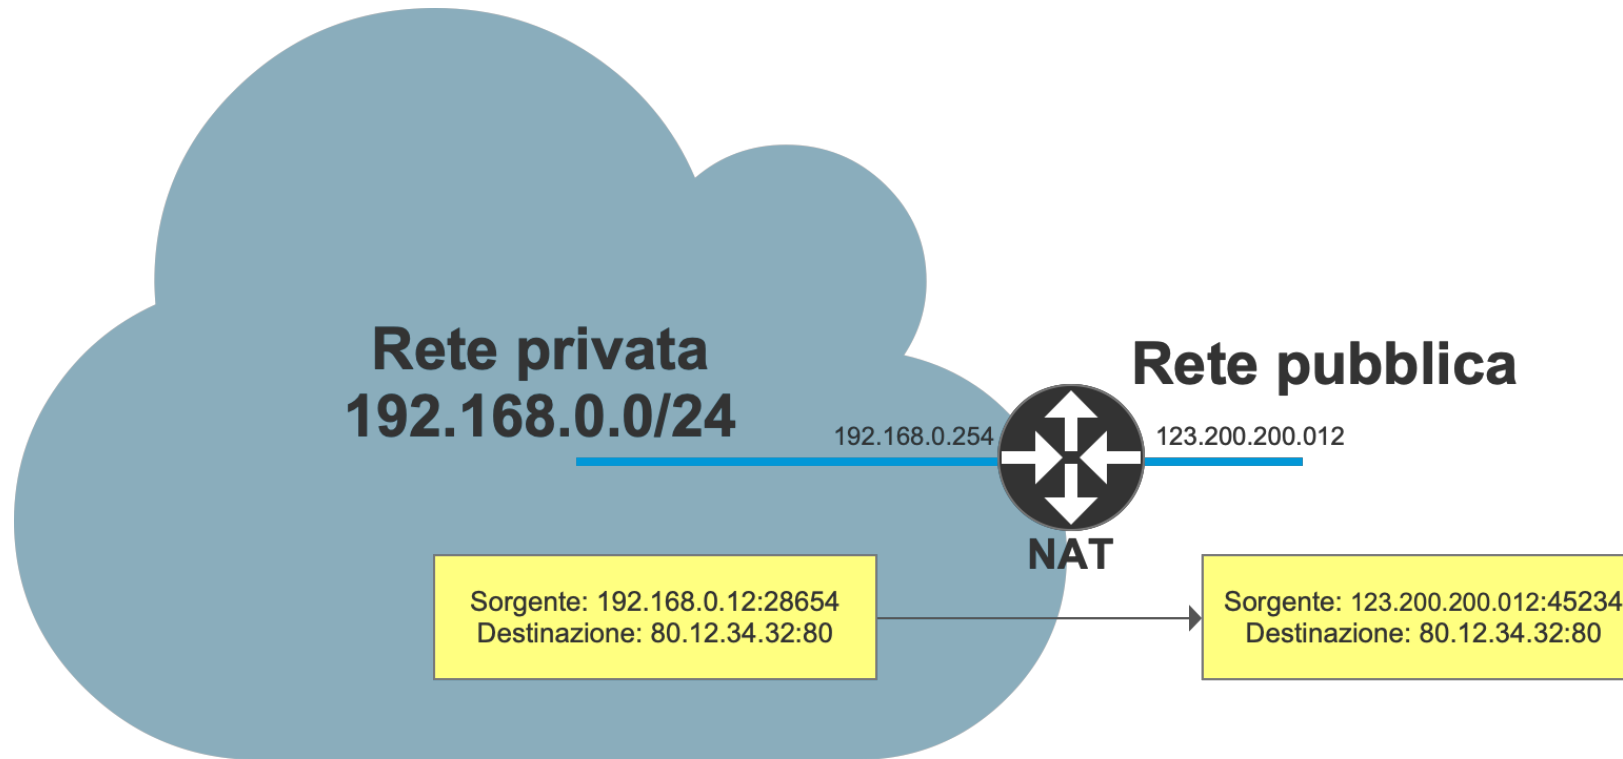 Rete privata
192.168.0.0/24
Rete pubblica
192.168.0.254
123.200.200.012
NAT
Sorgente: 192.168.0.12:28654
Destinazione: 80.12.34.32:80
Sorgente: 123.200.200.012:45234
Destinazione: 80.12.34.32:80